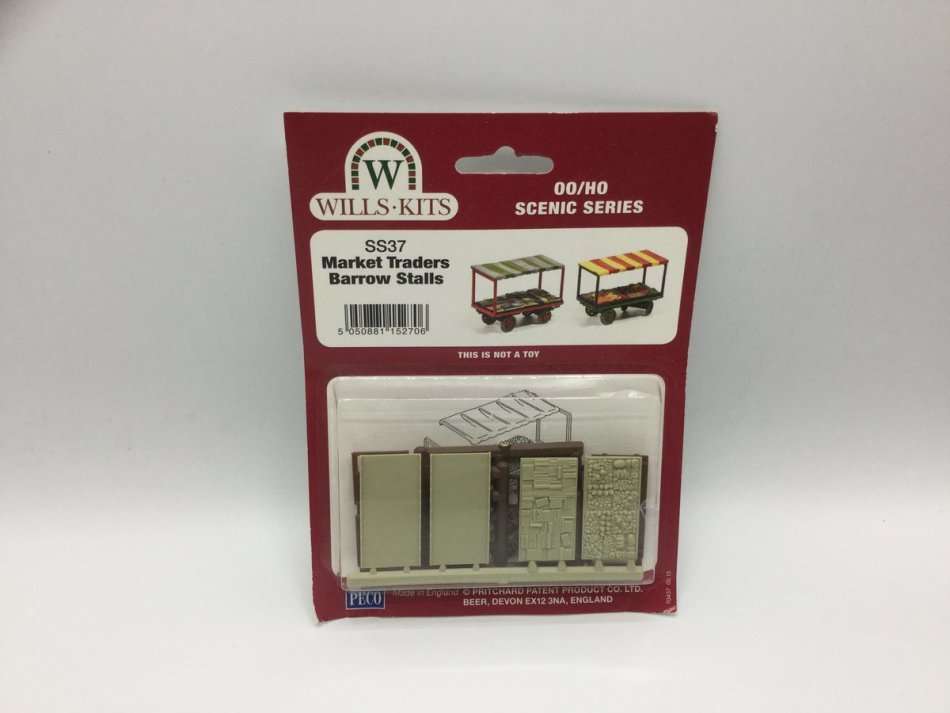 W
WILLS·KITS
OO/HO
SCENIC SERIES
SS37
Market Traders
Barrow Stalls
5 050881 152706
THIS IS NOT A TOY
PECO
Made in England © PRITCHARD PATENT PRODUCT CO. LTD.
BEER, DEVON EX12 3NA, ENGLAND